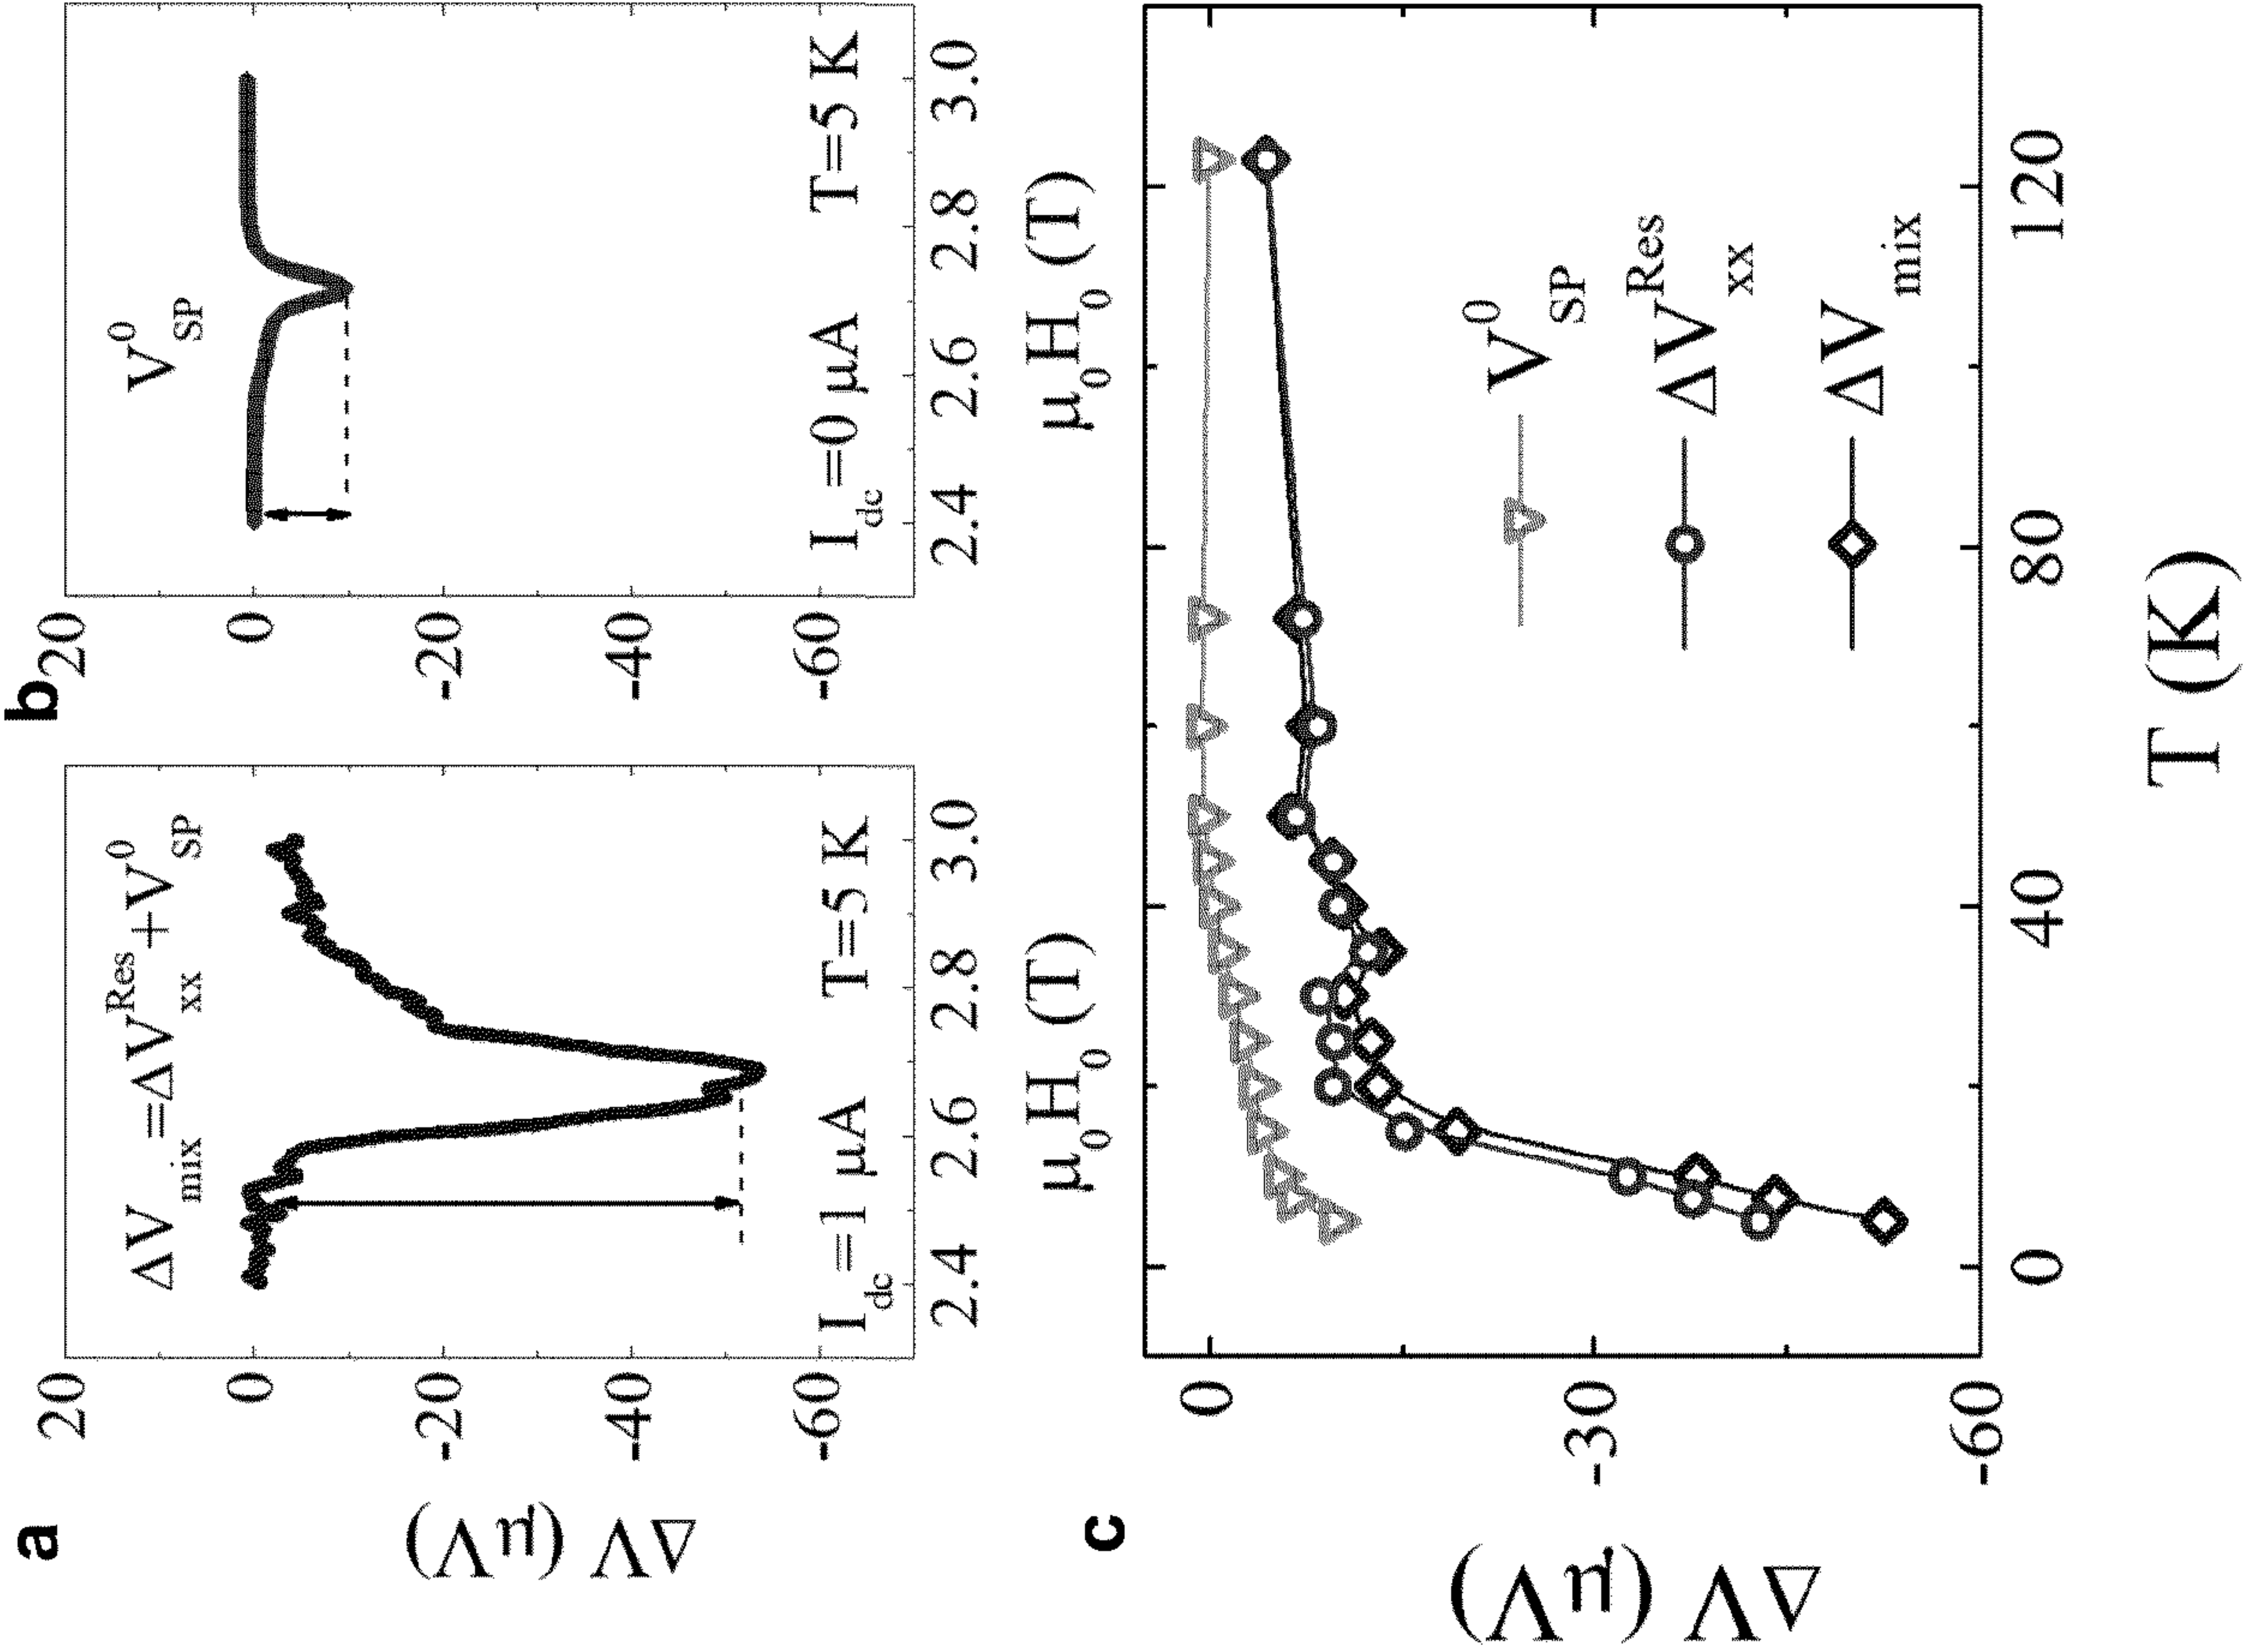 a
ΔV (μV)
20
0
-20
-40
-60
ΔV_mix=ΔV_xx^Res+V_SP^0
I_dc=1 μA T=5 K
2.4 2.6 2.8 3.0
μ_0H_0 (T)
b
20
0
-20
-40
-60
V_SP^0
I_dc=0 μA T=5 K
2.4 2.6 2.8 3.0
μ_0H_0 (T)
c
ΔV (μV)
0
-30
-60
V_SP^0
ΔV_xx^Res
ΔV_mix
0 40 80 120
T (K)